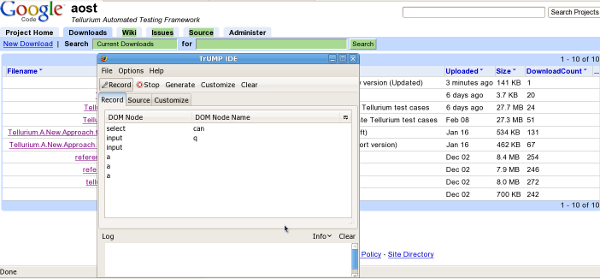 Google Code
aost
Tellurium Automated Testing Framework
Search Projects
Project Home Downloads Wiki Issues Source Administer
New Download | Search Current Downloads for Search
1 - 10 of 10
Filename Uploaded Size DownloadCount ...
TrUMP IDE
File Options Help
Record Stop Generate Customize Clear
Record Source Customize
DOM Node DOM Node Name
select can
input q
input
a
a
a
Log Info Clear
version (Updated) 3 minutes ago 141 KB 1
6 days ago 3.7 KB 20
Tellu Tellurium test cases 6 days ago 27.3 MB 24
Tellurium test cases Feb 08 27.3 MB 51
Tellurium.A.New.Approach. Jan 16 534 KB 131
Tellurium.A.New.Approach. ort version) Jan 16 462 KB 67
refere Dec 02 8.4 MB 254
refe Dec 02 7.9 MB 246
tell Dec 02 8.0 MB 272
Dec 02 700 KB 242
1 - 10 of 10
Policy - Site Directory
Done